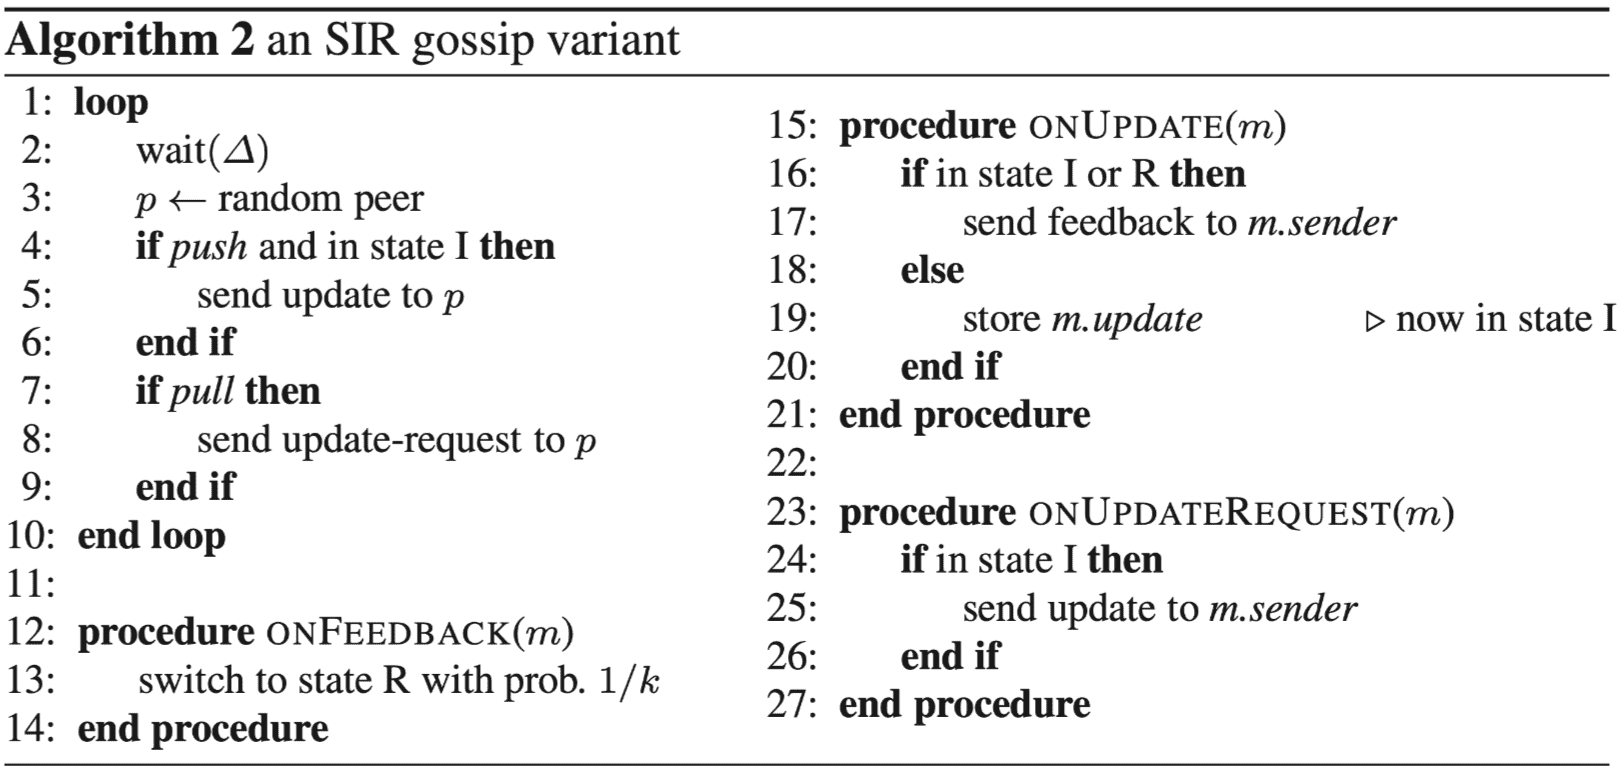 Algorithm 2 an SIR gossip variant
1: loop
2: wait(Δ)
3: p ← random peer
4: if push and in state I then
5: send update to p
6: end if
7: if pull then
8: send update-request to p
9: end if
10: end loop
11:
12: procedure ONFEEDBACK(m)
13: switch to state R with prob. 1/k
14: end procedure
15: procedure ONUPDATE(m)
16: if in state I or R then
17: send feedback to m.sender
18: else
19: store m.update ▷ now in state I
20: end if
21: end procedure
22:
23: procedure ONUPDATEREQUEST(m)
24: if in state I then
25: send update to m.sender
26: end if
27: end procedure